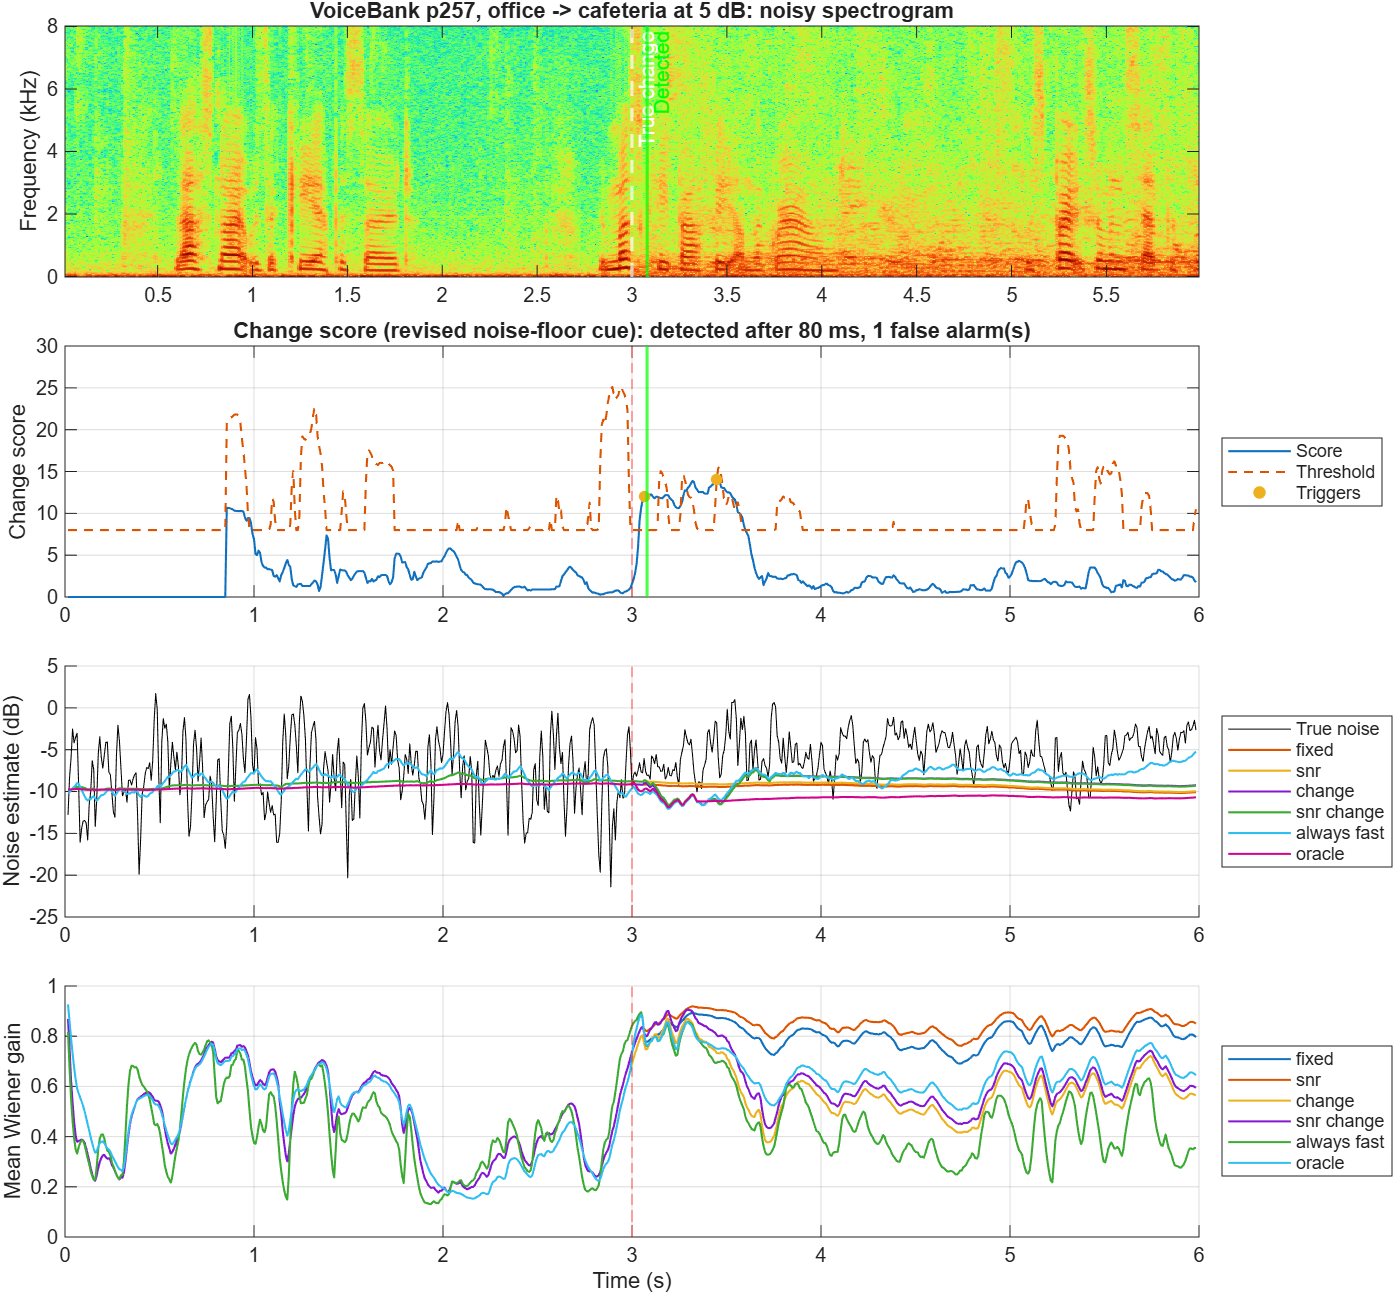 VoiceBank p257, office -> cafeteria at 5 dB: noisy spectrogram
Frequency (kHz)
8
6
4
2
0
True change
Detected
0.5 1 1.5 2 2.5 3 3.5 4 4.5 5 5.5
Change score (revised noise-floor cue): detected after 80 ms, 1 false alarm(s)
Change score
30
25
20
15
10
5
0
0 1 2 3 4 5 6
Score
Threshold
Triggers
Noise estimate (dB)
5
0
-5
-10
-15
-20
-25
0 1 2 3 4 5 6
True noise
fixed
snr
change
snr change
always fast
oracle
Mean Wiener gain
1
0.8
0.6
0.4
0.2
0
0 1 2 3 4 5 6
Time (s)
fixed
snr
change
snr change
always fast
oracle